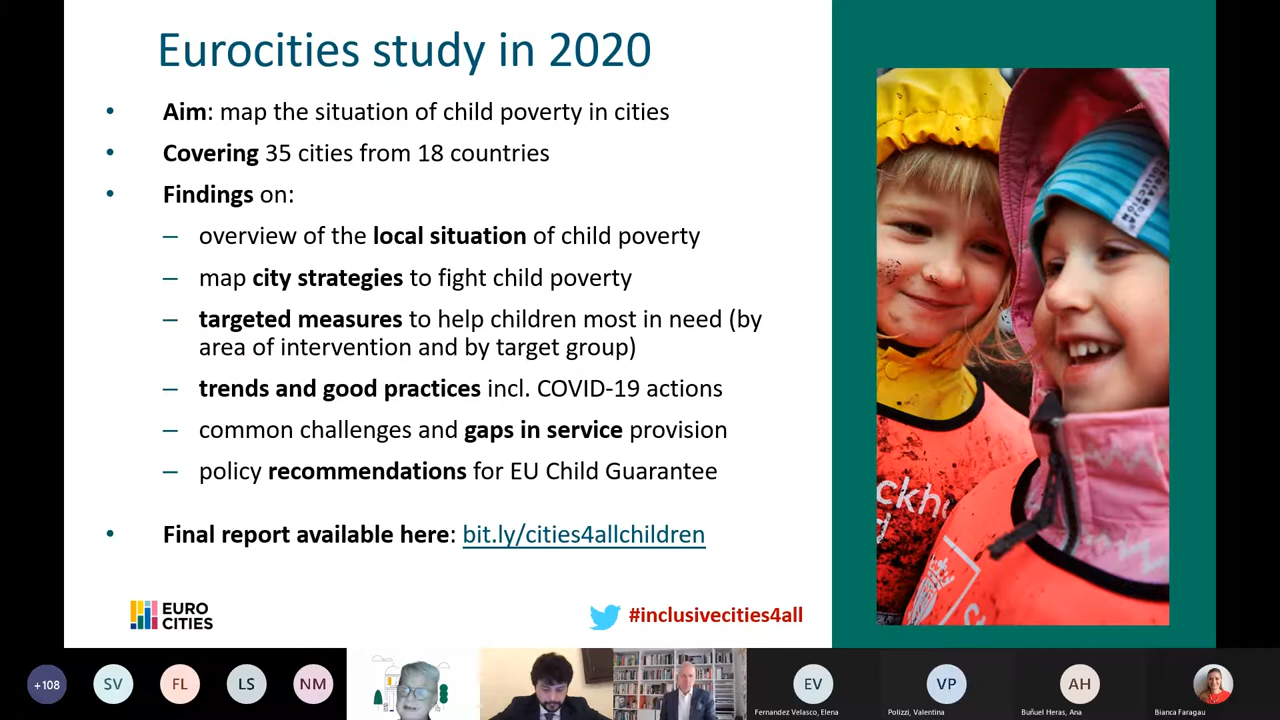 Eurocities study in 2020
• Aim: map the situation of child poverty in cities
• Covering 35 cities from 18 countries
• Findings on:
– overview of the local situation of child poverty
– map city strategies to fight child poverty
– targeted measures to help children most in need (by
area of intervention and by target group)
– trends and good practices incl. COVID-19 actions
– common challenges and gaps in service provision
– policy recommendations for EU Child Guarantee
• Final report available here: bit.ly/cities4allchildren
EURO
CITIES
#inclusivecities4all
COLLECTION
ckh
+108
SV
FL
LS
NM
EV
VP
AH
Fernandez Velasco, Elena
Polizzi, Valentina
Buñuel Heras, Ana
Bianca Faragau